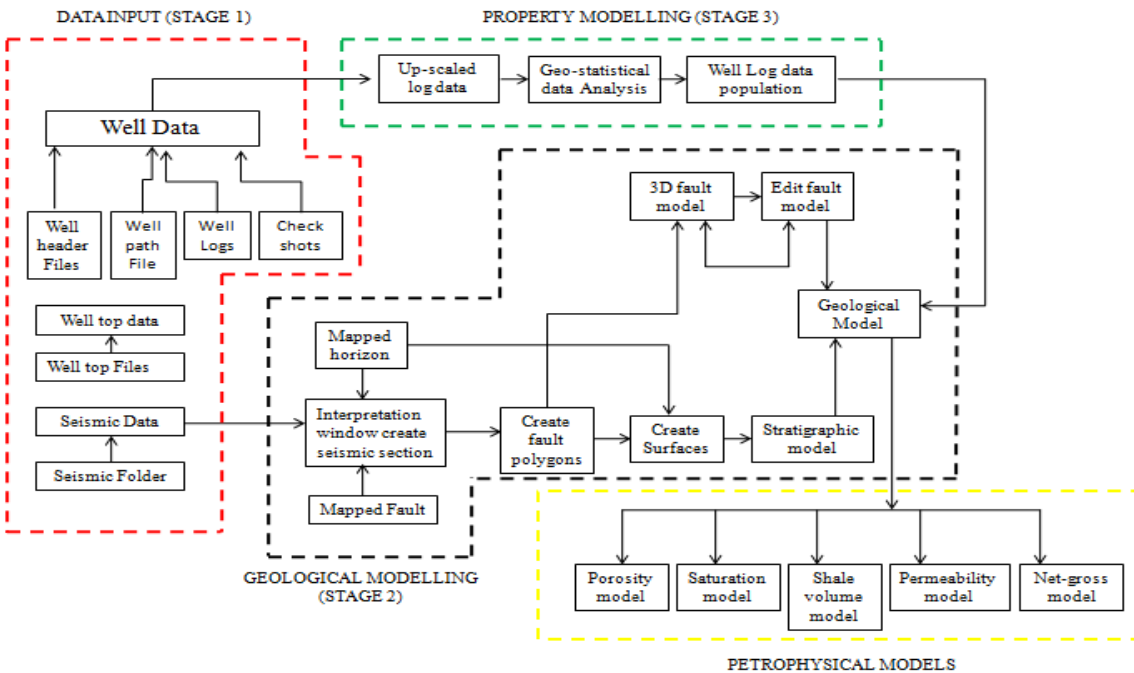 DATA INPUT (STAGE 1)
PROPERTY MODELLING (STAGE 3)
Up-scaled
log data
Geo-statistical
data Analysis
Well Log data
population
Well Data
Well
header
Files
Well
path
File
Well
Logs
Check
shots
3D fault
model
Edit fault
model
Geological
Model
Well top data
Well top Files
Mapped
horizon
Seismic Data
Seismic Folder
Interpretation
window create
seismic section
Mapped Fault
Create
fault
polygons
Create
Surfaces
Stratigraphic
model
GEOLOGICAL MODELLING
(STAGE 2)
Porosity
model
Saturation
model
Shale
volume
model
Permeability
model
Net-gross
model
PETROPHYSICAL MODELS